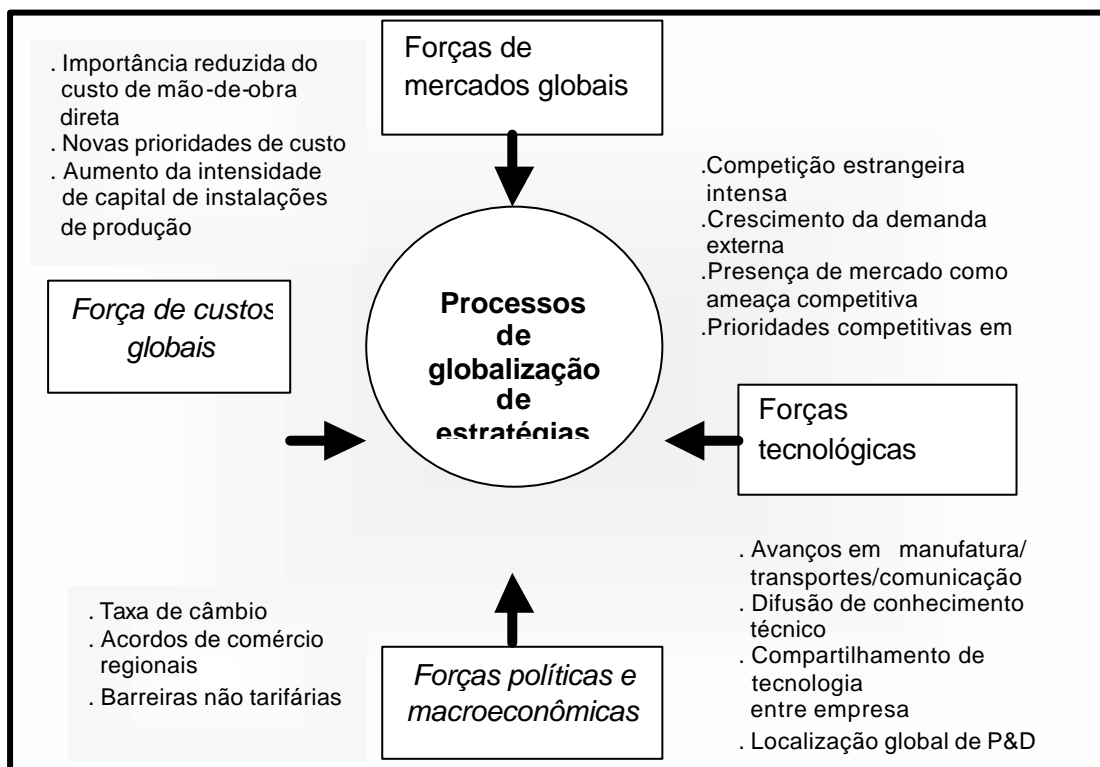 . Importância reduzida do
custo de mão-de-obra
direta
. Novas prioridades de custo
. Aumento da intensidade
de capital de instalações
de produção
Forças de
mercados globais
.Competição estrangeira
intensa
.Crescimento da demanda
externa
.Presença de mercado como
ameaça competitiva
.Prioridades competitivas em
Força de custos
globais
Processos
de
globalização
de
estratégias
Forças
tecnológicas
. Taxa de câmbio
. Acordos de comércio
regionais
. Barreiras não tarifárias
Forças políticas e
macroeconômicas
. Avanços em manufatura/
transportes/comunicação
. Difusão de conhecimento
técnico
. Compartilhamento de
tecnologia
entre empresa
. Localização global de P&D